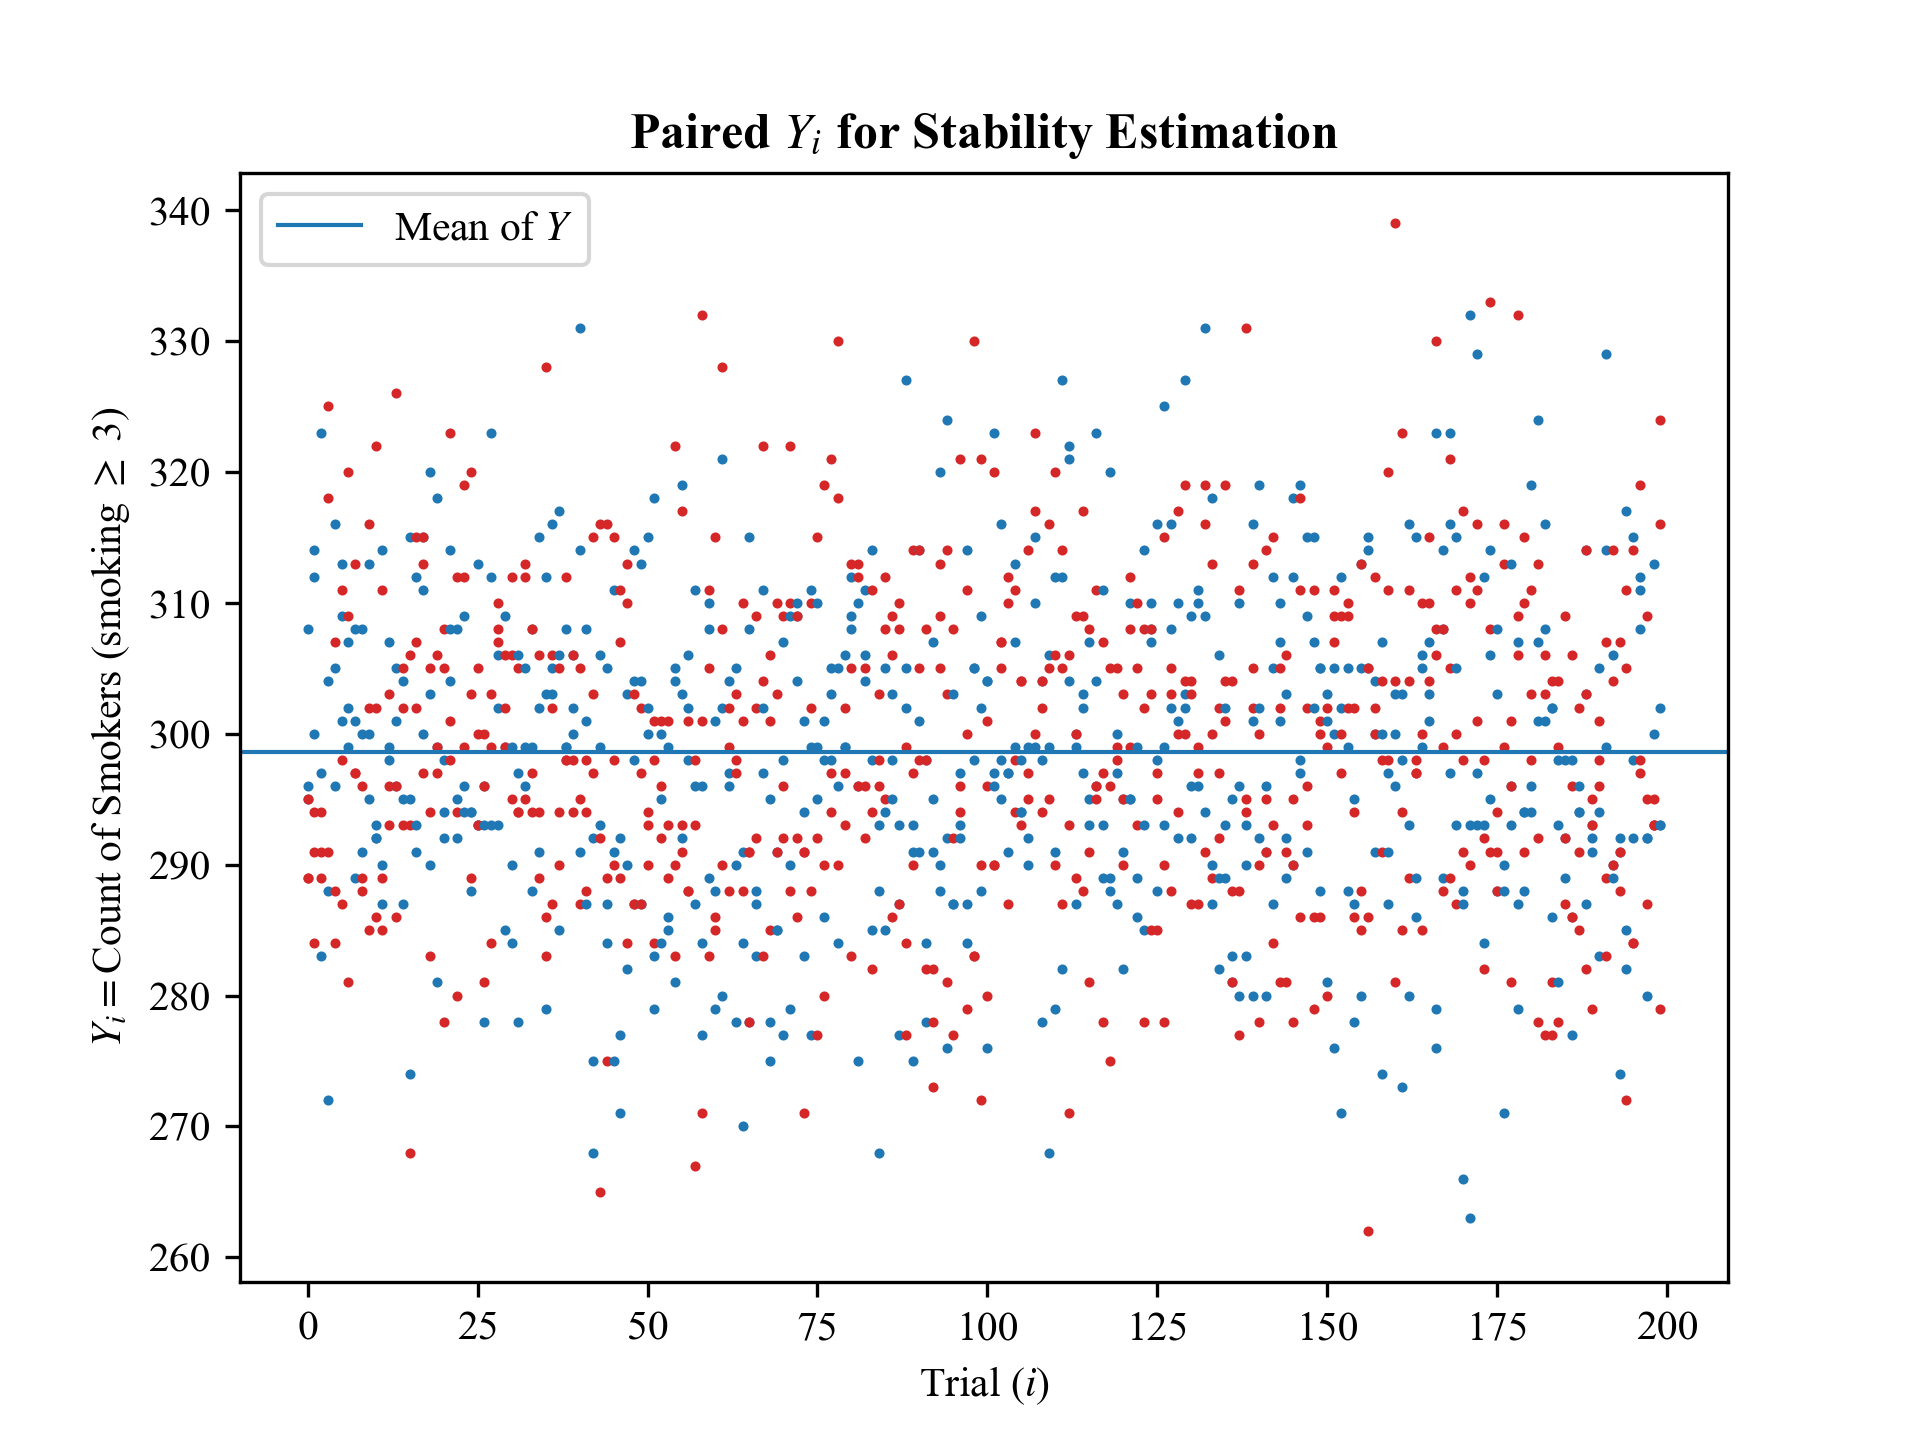 Paired Yᵢ for Stability Estimation
Mean of Y
Yᵢ = Count of Smokers (smoking ≥ 3)
340
330
320
310
300
290
280
270
260
0 25 50 75 100 125 150 175 200
Trial (i)